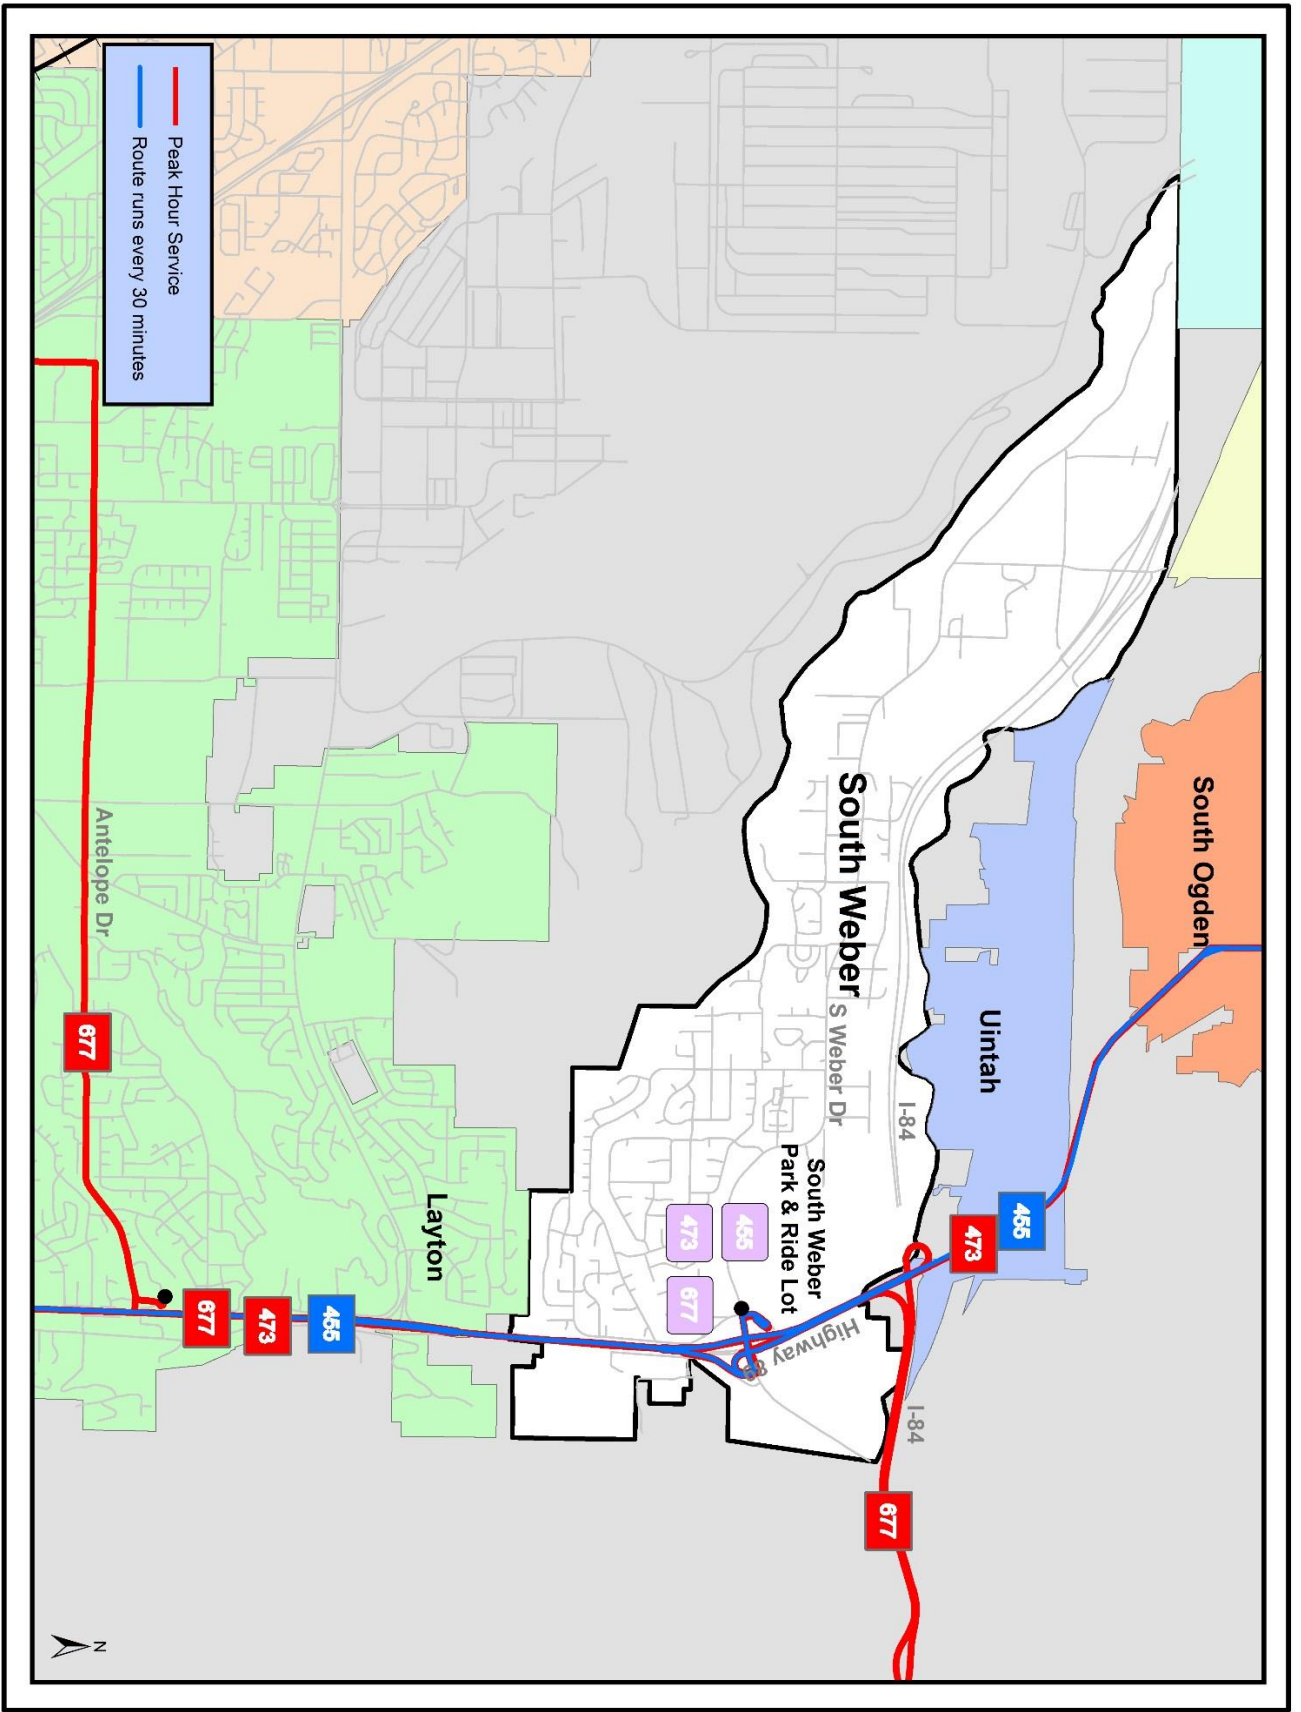 South Ogden
Uintah
455
473
I-84
I-84
677
South Weber
S Weber Dr
South Weber
Park & Ride Lot
Highway 89
455
473
677
Layton
455
473
677
Peak Hour Service
Route runs every 30 minutes
Antelope Dr
677
N